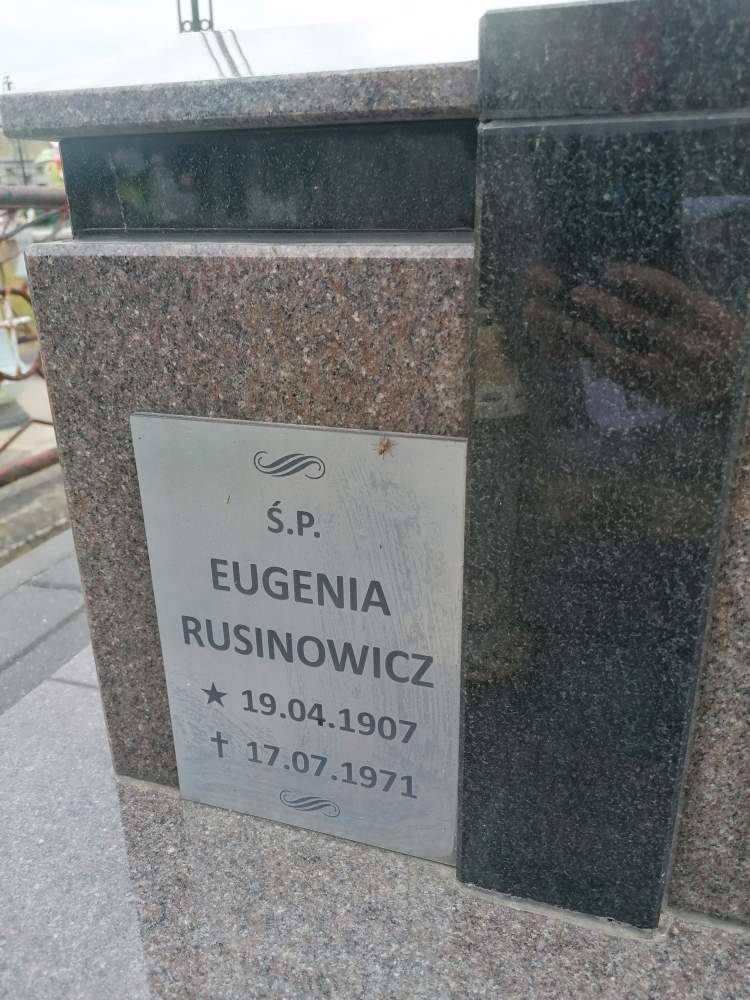 Ś.P.
EUGENIA
RUSINOWICZ
★ 19.04.1907
✝ 17.07.1971